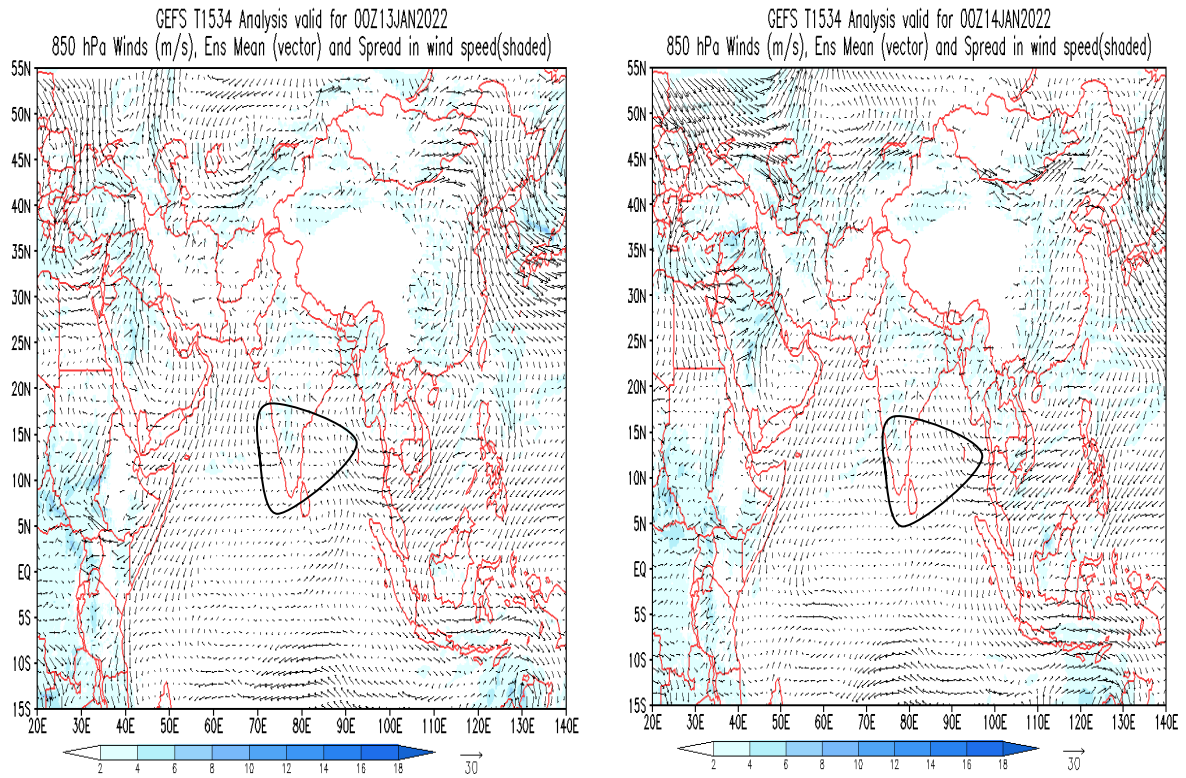 GEFS T1534 Analysis valid for 00Z13JAN2022
850 hPa Winds (m/s), Ens Mean (vector) and Spread in wind speed(shaded)
55N
50N
45N
40N
35N
30N
25N
20N
15N
10N
5N
EQ
5S
10S
15S
20E 30E 40E 50E 60E 70E 80E 90E 100E 110E 120E 130E 140E
2 4 6 8 10 12 14 16 18
30
GEFS T1534 Analysis valid for 00Z14JAN2022
850 hPa Winds (m/s), Ens Mean (vector) and Spread in wind speed(shaded)
55N
50N
45N
40N
35N
30N
25N
20N
15N
10N
5N
EQ
5S
10S
15S
20E 30E 40E 50E 60E 70E 80E 90E 100E 110E 120E 130E 140E
2 4 6 8 10 12 14 16 18
30